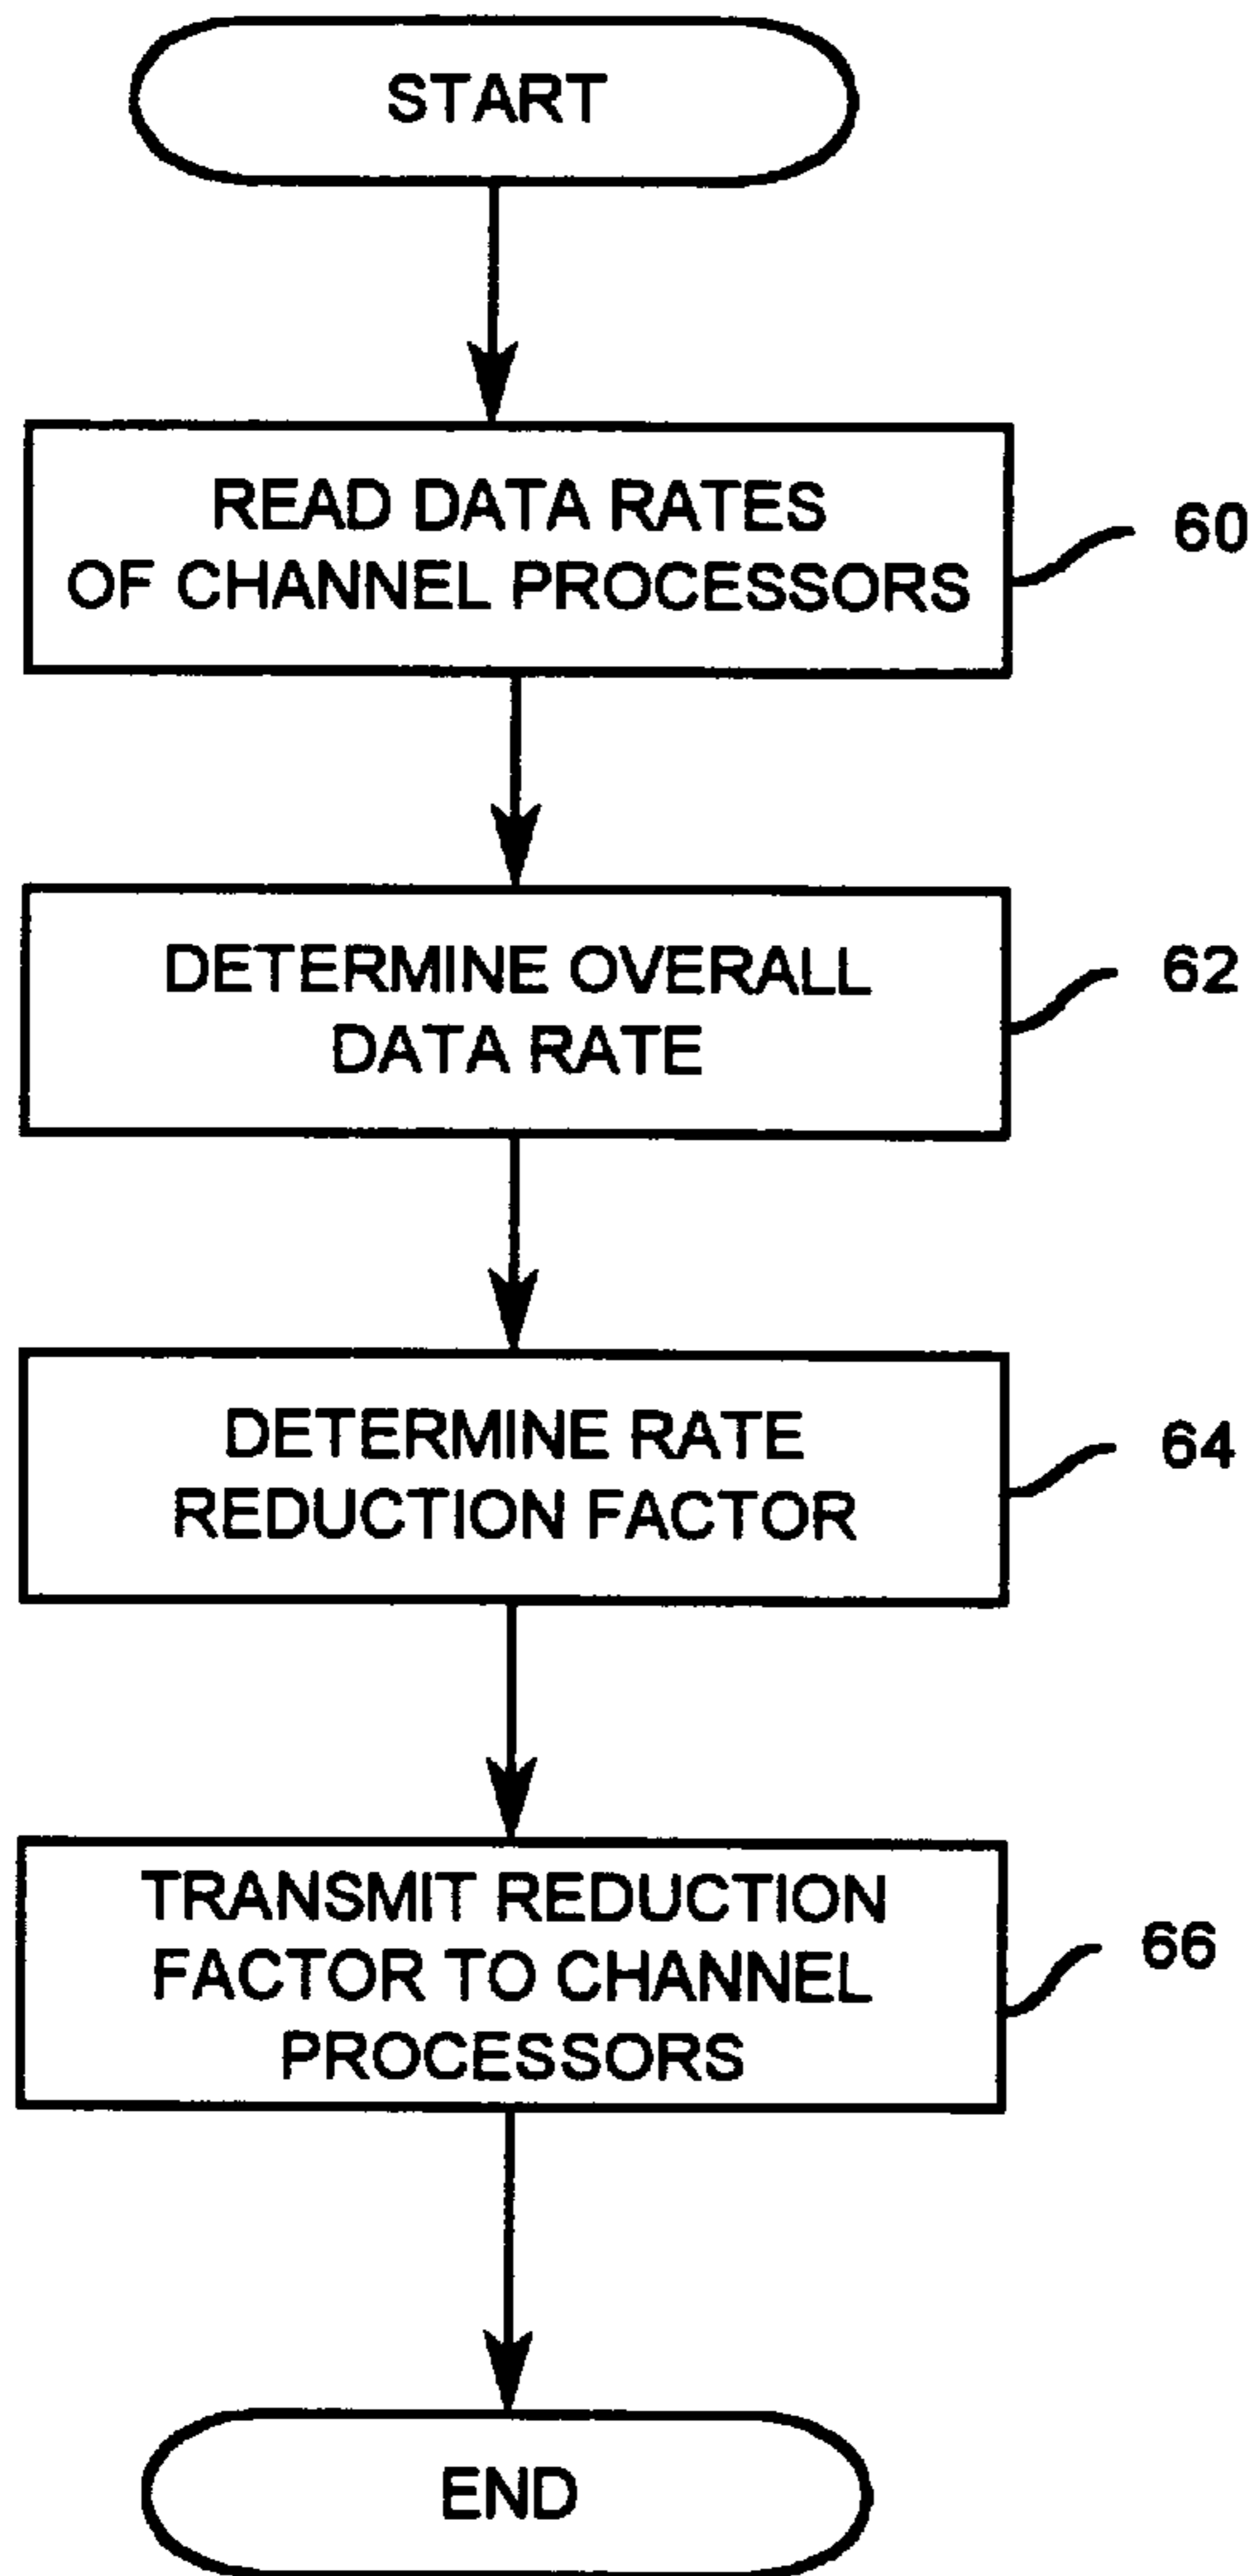 START
READ DATA RATES
OF CHANNEL PROCESSORS
60
DETERMINE OVERALL
DATA RATE
62
DETERMINE RATE
REDUCTION FACTOR
64
TRANSMIT REDUCTION
FACTOR TO CHANNEL
PROCESSORS
66
END